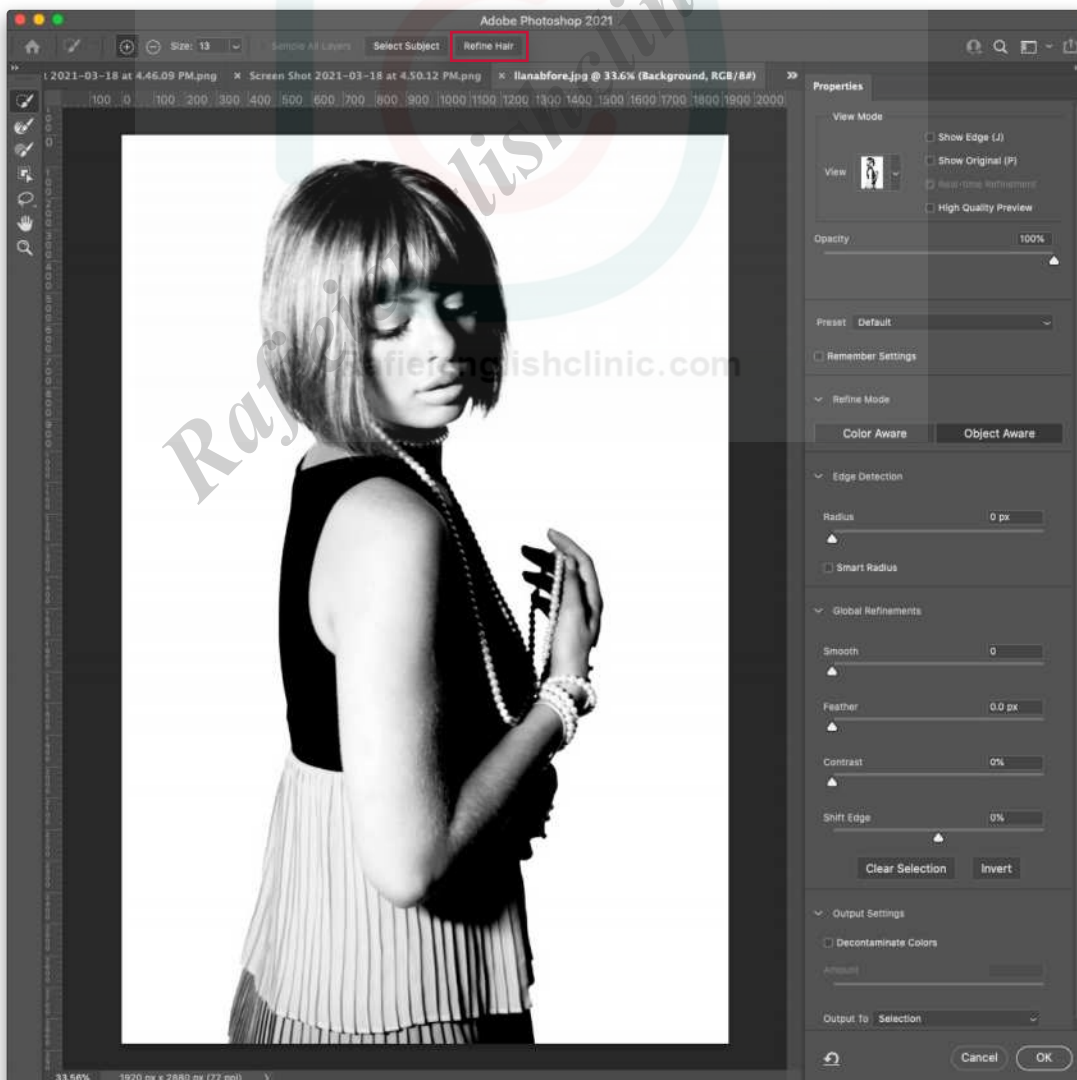 Adobe Photoshop 2021
Size: 13
Sample All Layers
Select Subject
Refine Hair
t 2021-03-18 at 4.46.09 PM.png
× Screen Shot 2021-03-18 at 4.50.12 PM.png
× llanabfore.jpg @ 33.6% (Background, RGB/8#)
100 0 100 200 300 400 500 600 700 800 900 1000 1100 1200 1300 1400 1500 1600 1700 1800 1900 2000
Properties
View Mode
Show Edge (J)
Show Original (P)
View
Real-time Refinement
High Quality Preview
Opacity
100%
Preset Default
Remember Settings
Refine Mode
Color Aware
Object Aware
Edge Detection
Radius
0 px
Smart Radius
Global Refinements
Smooth
0
Feather
0.0 px
Contrast
0%
Shift Edge
0%
Clear Selection
Invert
Output Settings
Decontaminate Colors
Amount
Output To Selection
Cancel
OK
33.56%
1920 px x 2880 px (72 ppi)